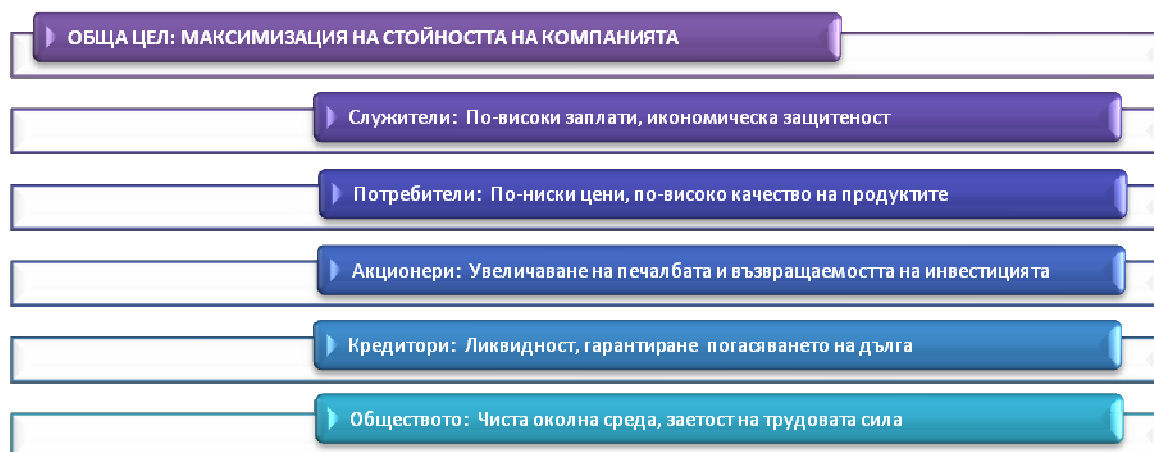 ОБЩА ЦЕЛ: МАКСИМИЗАЦИЯ НА СТОЙНОСТТА НА КОМПАНИЯТА
Служители: По-високи заплати, икономическа защитеност
Потребители: По-ниски цени, по-високо качество на продуктите
Акционери: Увеличаване на печалбата и възвращаемостта на инвестицията
Кредитори: Ликвидност, гарантиране погасяването на дълга
Обществото: Чиста околна среда, заетост на трудовата сила